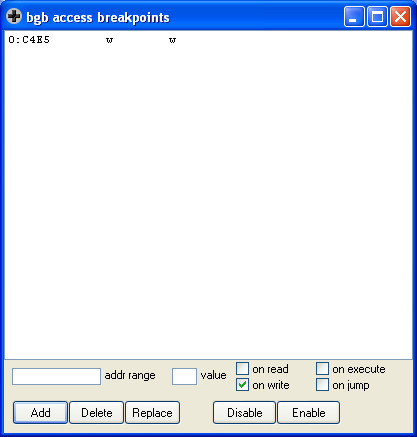 bgb access breakpoints
0:C4E5 w w
addr range value on read on execute
on write on jump
Add Delete Replace Disable Enable